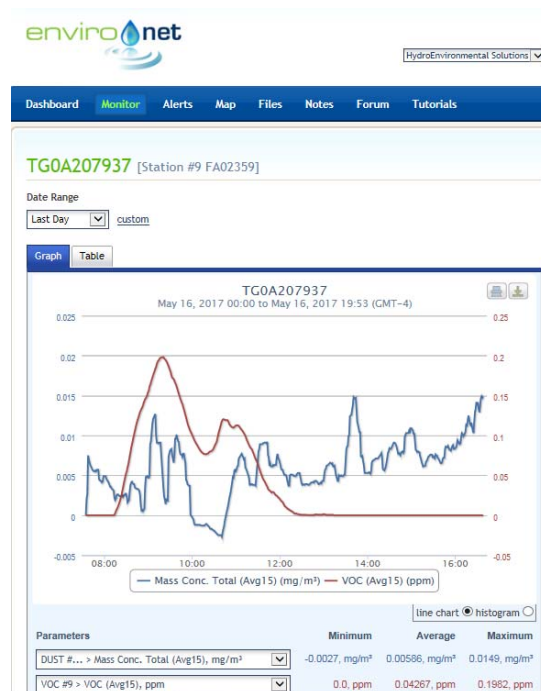 enviro net
HydroEnvironmental Solutions
Dashboard Monitor Alerts Map Files Notes Forum Tutorials
TG0A207937 [Station #9 FA02359]
Date Range
Last Day custom
Graph Table
TG0A207937
May 16, 2017 00:00 to May 16, 2017 19:53 (GMT-4)
0.025 0.25
0.02 0.2
0.015 0.15
0.01 0.1
0.005 0.05
0 0
-0.005 -0.05
08:00 10:00 12:00 14:00 16:00
Mass Conc. Total (Avg15) (mg/m³) VOC (Avg15) (ppm)
line chart histogram
Parameters Minimum Average Maximum
DUST #... > Mass Conc. Total (Avg15), mg/m³ -0.0027, mg/m³ 0.00586, mg/m³ 0.0149, mg/m³
VOC #9 > VOC (Avg15), ppm 0.0, ppm 0.04267, ppm 0.1982, ppm